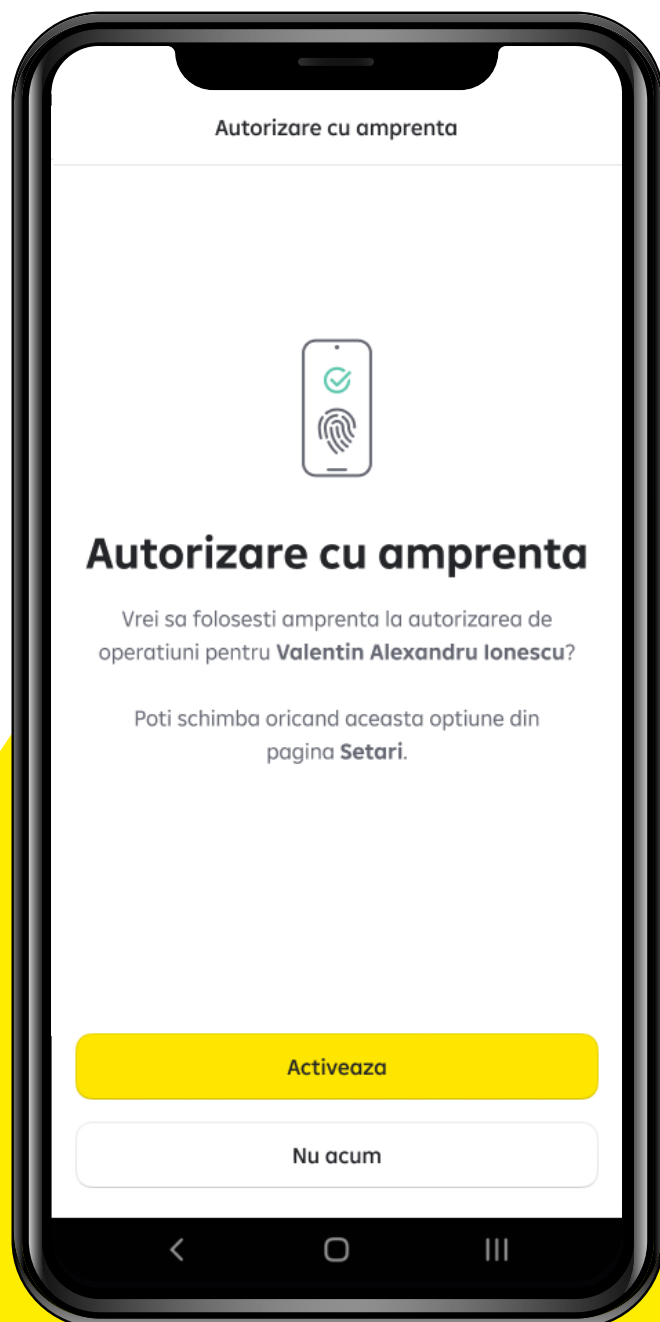 Autorizare cu amprenta
Autorizare cu amprenta
Vrei sa folosesti amprenta la autorizarea de
operatiuni pentru Valentin Alexandru Ionescu?
Poti schimba oricand aceasta optiune din
pagina Setari.
Activeaza
Nu acum